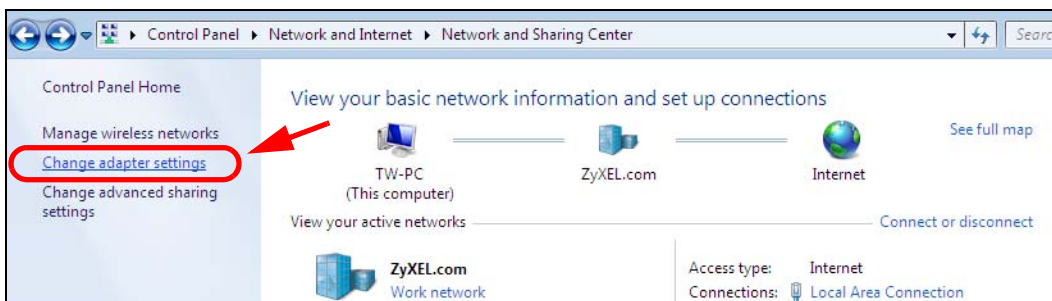 Control Panel Network and Internet Network and Sharing Center
Control Panel Home
Manage wireless networks
Change adapter settings
Change advanced sharing
settings
View your basic network information and set up connections
See full map
TW-PC
(This computer)
ZyXEL.com
Internet
View your active networks
Connect or disconnect
ZyXEL.com
Work network
Access type: Internet
Connections: Local Area Connection